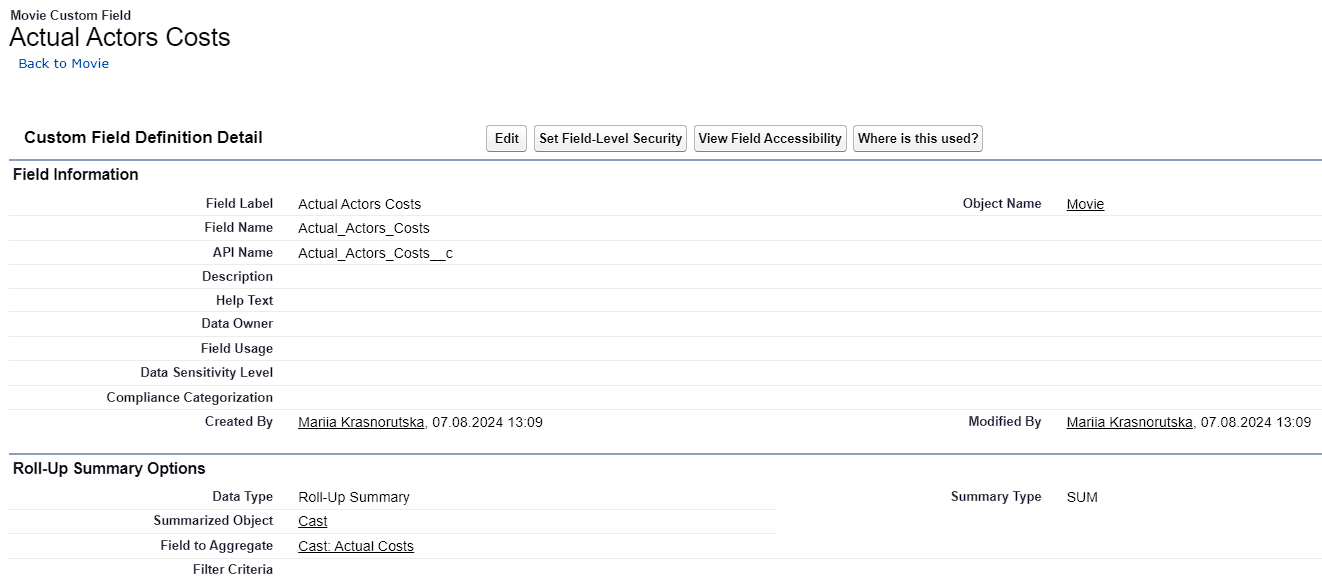 Movie Custom Field
Actual Actors Costs
Back to Movie
Custom Field Definition Detail Edit Set Field-Level Security View Field Accessibility Where is this used?
Field Information
Field Label Actual Actors Costs Object Name Movie
Field Name Actual_Actors_Costs
API Name Actual_Actors_Costs__c
Description
Help Text
Data Owner
Field Usage
Data Sensitivity Level
Compliance Categorization
Created By Mariia Krasnorutska, 07.08.2024 13:09 Modified By Mariia Krasnorutska, 07.08.2024 13:09
Roll-Up Summary Options
Data Type Roll-Up Summary Summary Type SUM
Summarized Object Cast
Field to Aggregate Cast: Actual Costs
Filter Criteria